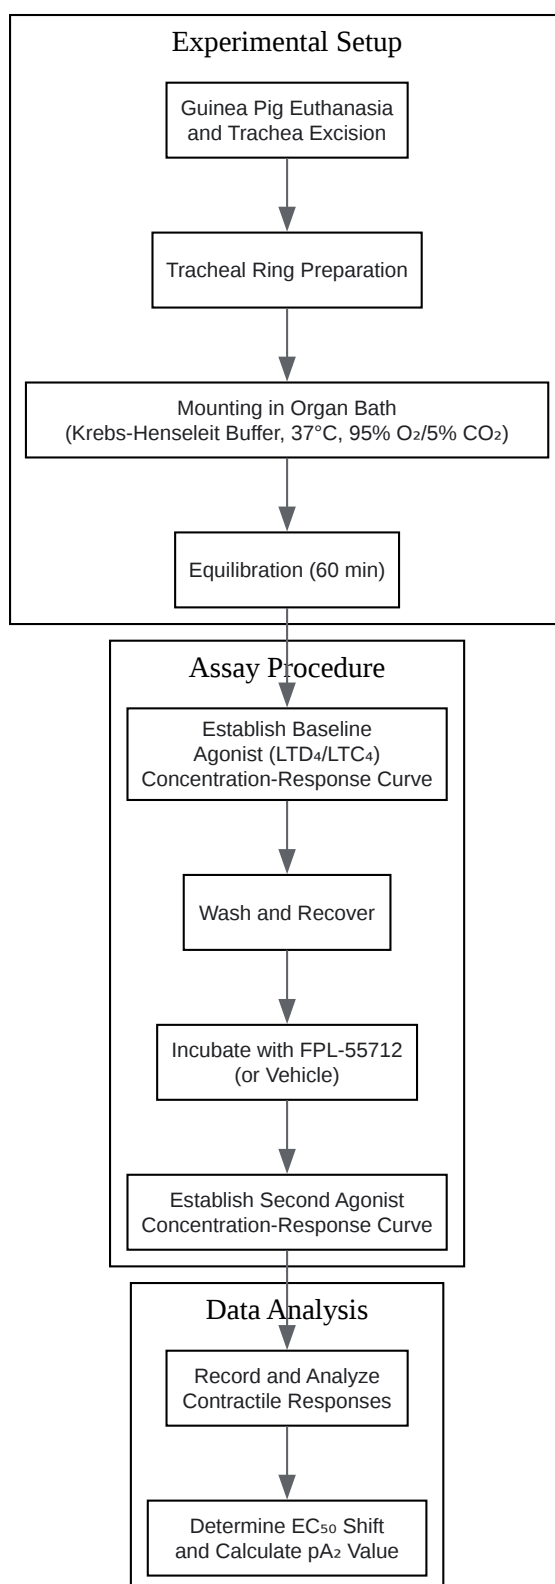 Experimental Setup
Guinea Pig Euthanasia
and Trachea Excision
Tracheal Ring Preparation
Mounting in Organ Bath
(Krebs-Henseleit Buffer, 37°C, 95% O₂/5% CO₂)
Equilibration (60 min)
Assay Procedure
Establish Baseline
Agonist (LTD₄/LTC₄)
Concentration-Response Curve
Wash and Recover
Incubate with FPL-55712
(or Vehicle)
Establish Second Agonist
Concentration-Response Curve
Data Analysis
Record and Analyze
Contractile Responses
Determine EC₅₀ Shift
and Calculate pA₂ Value